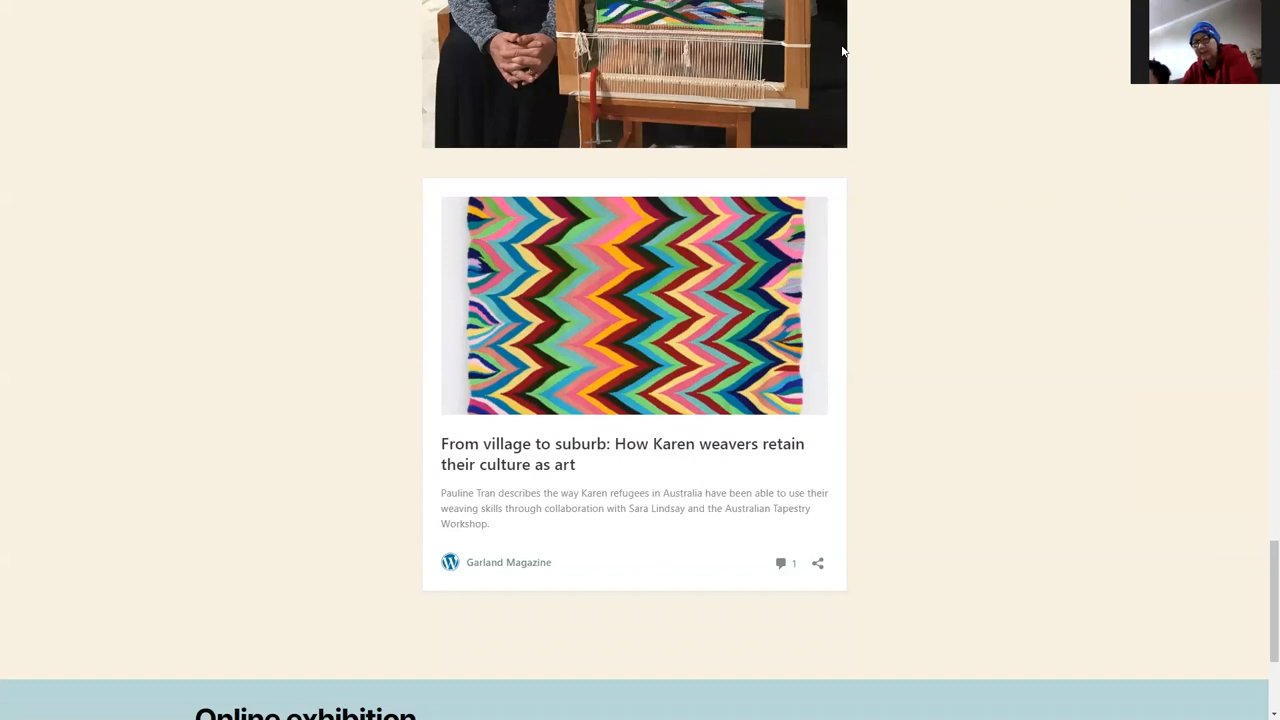 From village to suburb: How Karen weavers retain
their culture as art
Pauline Tran describes the way Karen refugees in Australia have been able to use their
weaving skills through collaboration with Sara Lindsay and the Australian Tapestry
Workshop.
Garland Magazine 1
Online exhibition